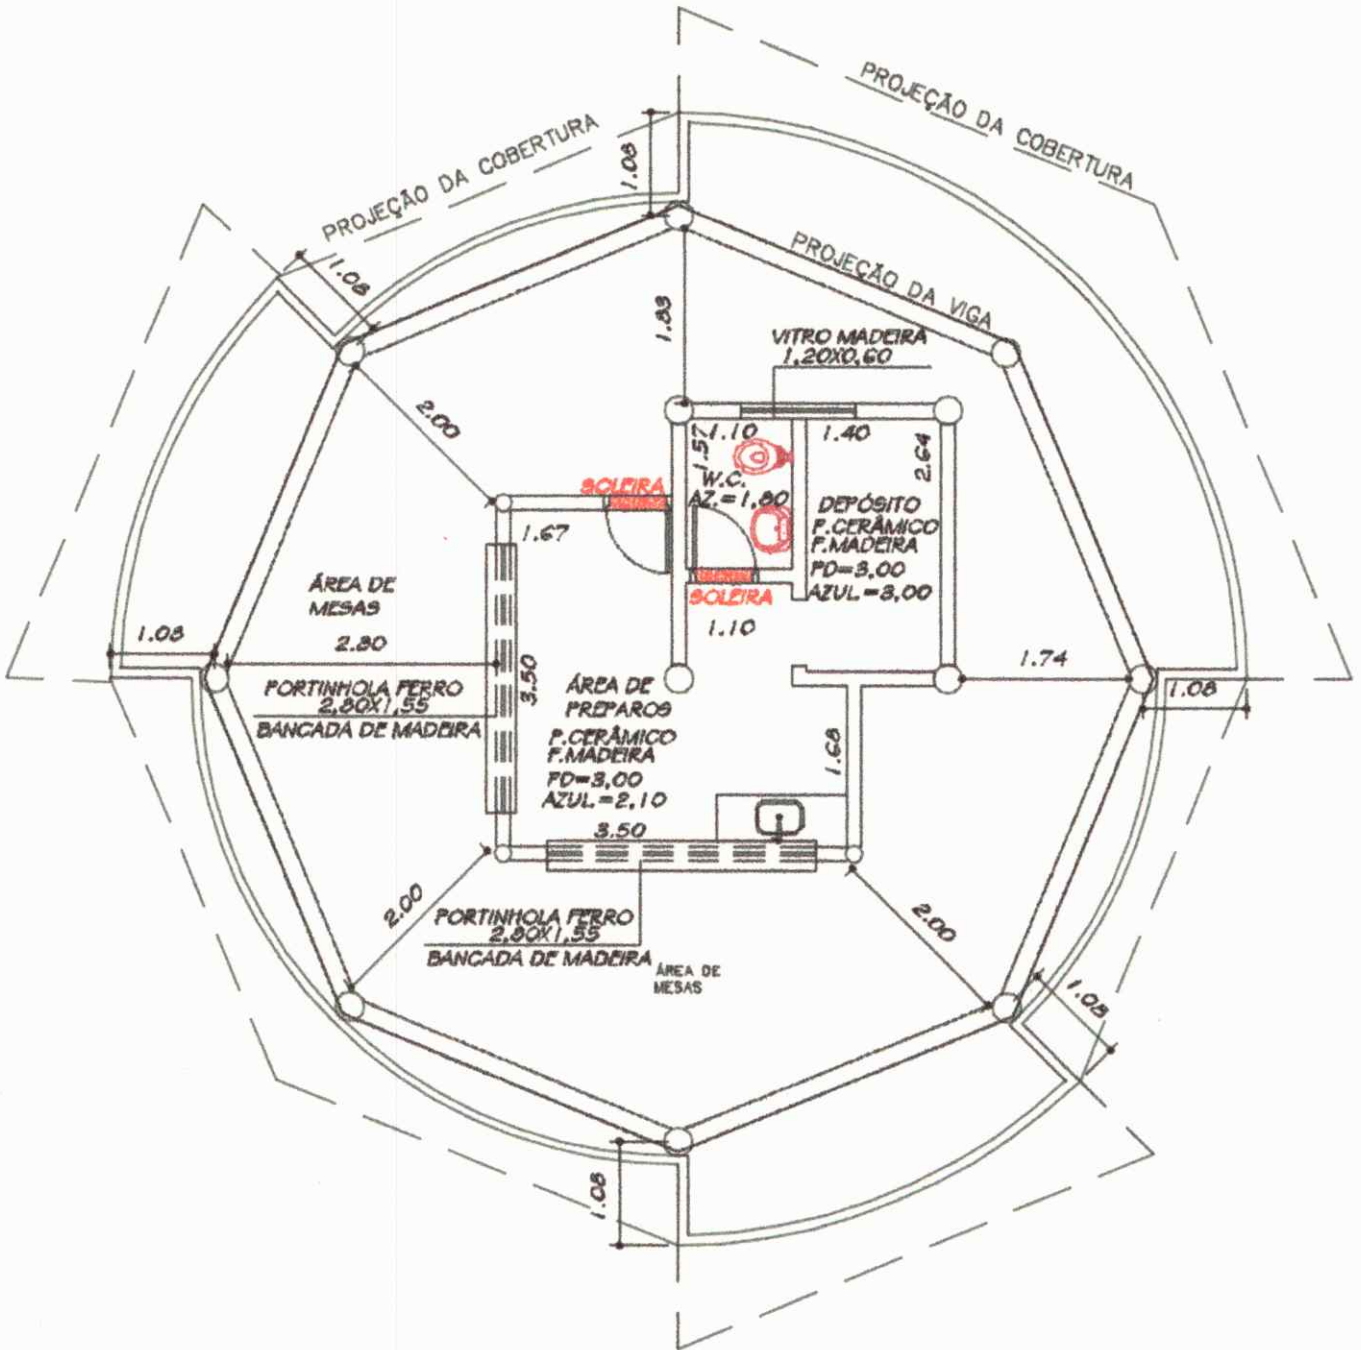 PROJEÇÃO DA COBERTURA
PROJEÇÃO DA COBERTURA
1.08
1.08
PROJEÇÃO DA VIGA
1.83
VITRO MADEIRA
1,20X0,60
2.00
1.10
1.40
1.57
2.64
SOLEIRA
W.C.
AZ.=1,80
1.67
DEPÓSITO
P.CERÂMICO
F.MADEIRA
PD=3,00
AZUL.=3,00
SOLEIRA
1.10
ÁREA DE
MESAS
1.08
2.80
1.74
1.08
PORTINHOLA FERRO
2,80X1,55
BANCADA DE MADEIRA
3.50
ÁREA DE
PREPAROS
P.CERÂMICO
F.MADEIRA
PD=3,00
AZUL.=2,10
1.68
3.50
2.00
PORTINHOLA FERRO
2,80X1,55
BANCADA DE MADEIRA
ÁREA DE
MESAS
2.00
1.08
1.08